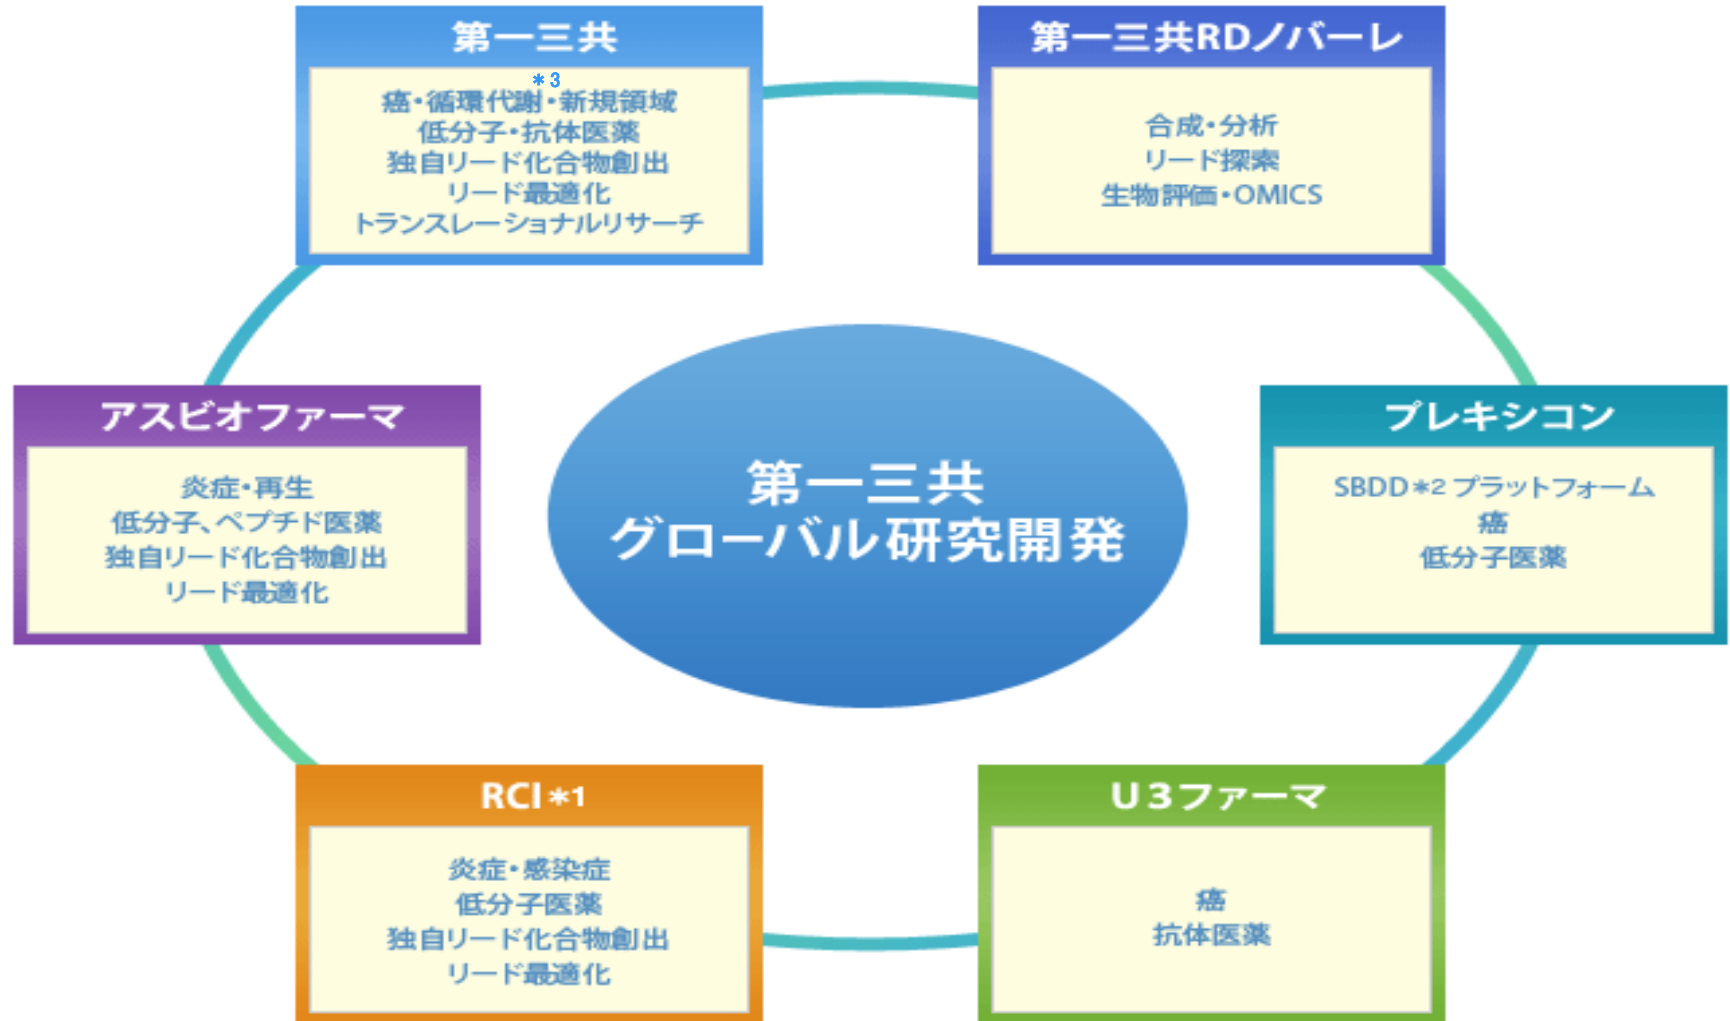 第一三共
*3
癌・循環代謝・新規領域
低分子・抗体医薬
独自リード化合物創出
リード最適化
トランスレーショナルリサーチ
第一三共RDノバーレ
合成・分析
リード探索
生物評価・OMICS
アスビオファーマ
炎症・再生
低分子、ペプチド医薬
独自リード化合物創出
リード最適化
第一三共
グローバル研究開発
プレキシコン
SBDD*2 プラットフォーム
癌
低分子医薬
RCI*1
炎症・感染症
低分子医薬
独自リード化合物創出
リード最適化
U3ファーマ
癌
抗体医薬